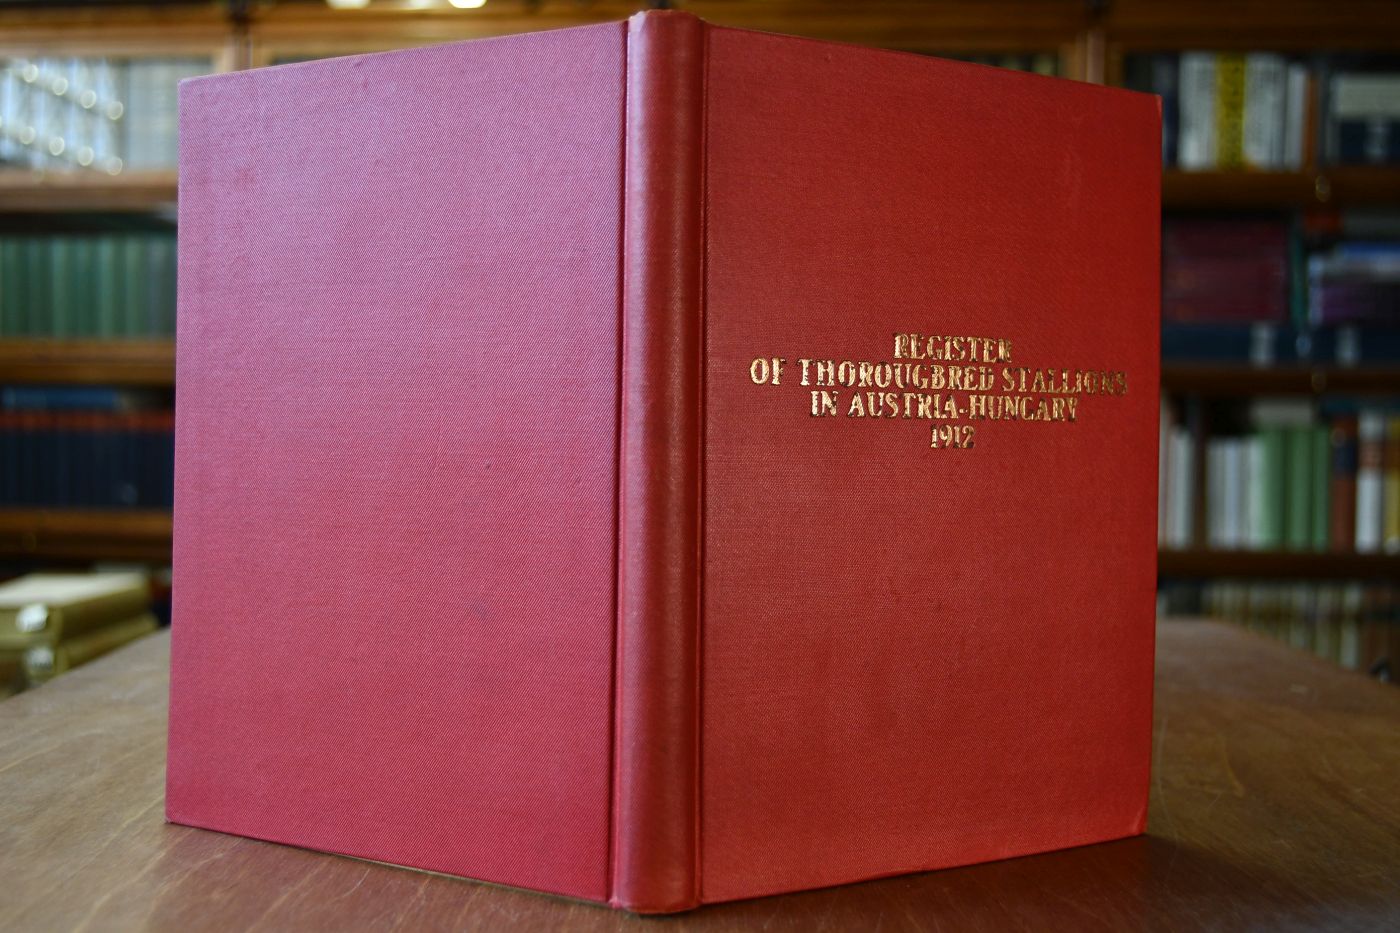 REGISTER
OF THOROUGBRED STALLIONS
IN AUSTRIA-HUNGARY
1912